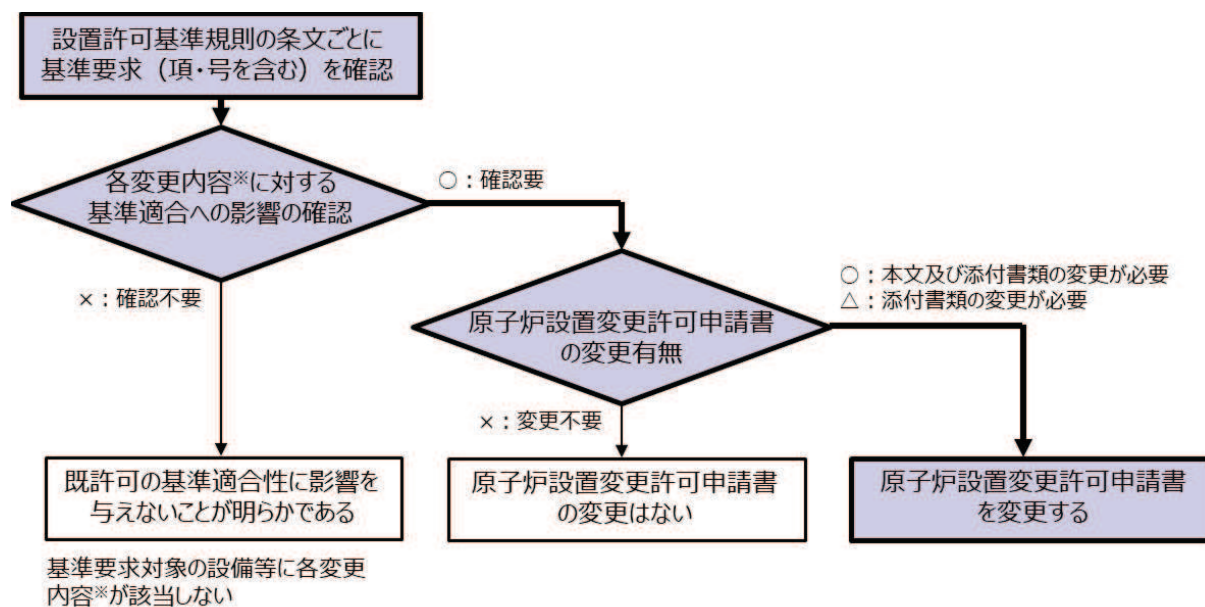 設置許可基準規則の条文ごとに
基準要求（項・号を含む）を確認
各変更内容※に対する
基準適合への影響の確認
○：確認要
×：確認不要
○：本文及び添付書類の変更が必要
△：添付書類の変更が必要
原子炉設置変更許可申請書
の変更有無
×：変更不要
既許可の基準適合性に影響を
与えないことが明らかである
原子炉設置変更許可申請書
の変更はない
原子炉設置変更許可申請書
を変更する
基準要求対象の設備等に各変更
内容※が該当しない